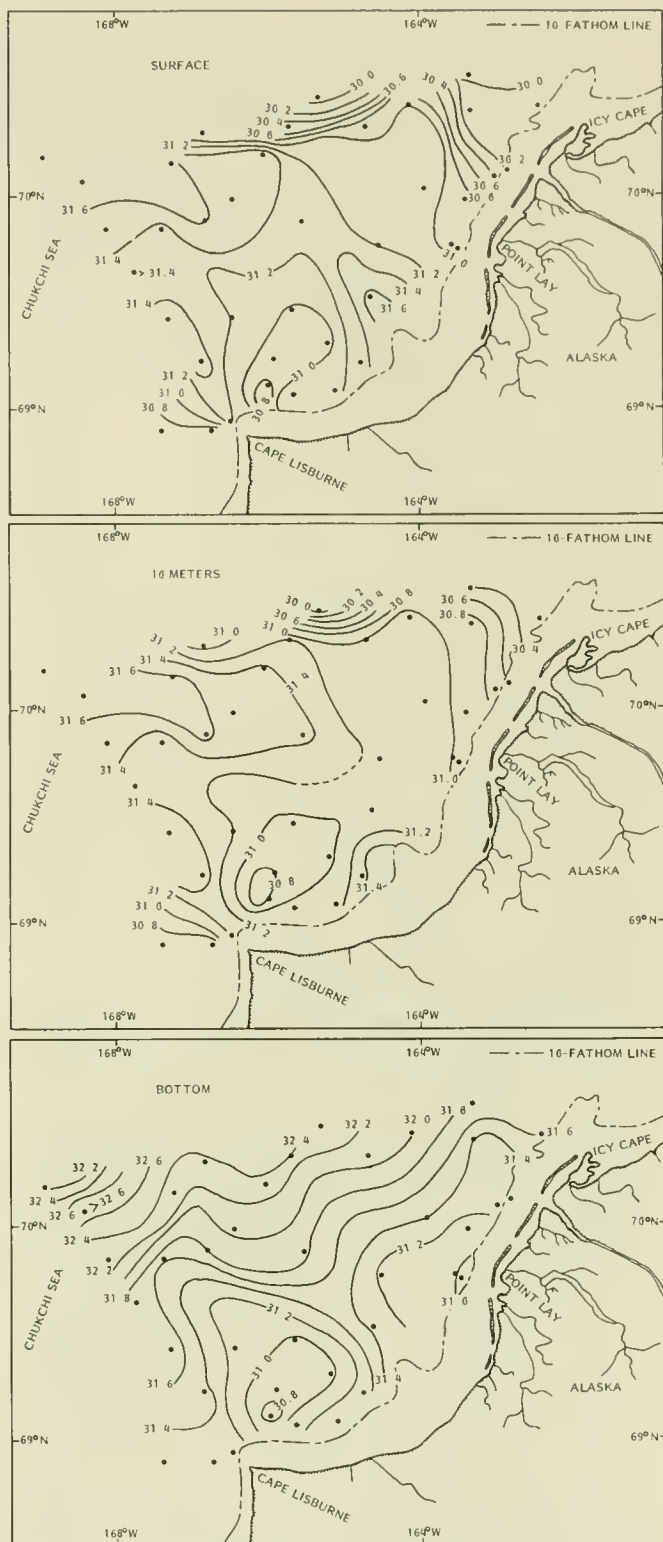 168°W
164°W
10-FATHOM LINE
SURFACE
30 0
30.6
30.4
30 0
30 2
30 4
30 6
31 2
ICY CAPE
30.2
30 6
30 6
70°N
70°N
31 6
CHUKCHI SEA
31 4
> 31.4
31 0
POINT LAY
31.2
31 2
31 4
31 6
31 4
ALASKA
31 0
31 2
31 0
30 8
30 8
69°N
69°N
CAPE LISBURNE
168°W
164°W
10-FATHOM LINE
10 METERS
30 0
30 2
30 4
30 8
30 6
30.8
30 6
31 0
31 0
31 2
31 4
31 6
31 4
30 4
ICY CAPE
70°N
70°N
31 6
CHUKCHI SEA
31 4
31.0
POINT LAY
31 4
31 0
31.2
30 8
31.4
ALASKA
31 2
31 0
30 8
31 2
69°N
69°N
CAPE LISBURNE
168°W
164°W
10-FATHOM LINE
BOTTOM
32 4
32 2
32 0
31 8
31 6
ICY CAPE
31 4
32 2
32 6
32 4
32 6
>32 6
70°N
70°N
32 4
32 2
31 2
CHUKCHI SEA
31 8
31 0
POINT LAY
31 2
31 0
31 6
30.8
31 4
31 4
ALASKA
69°N
69°N
CAPE LISBURNE
168°W
164°W